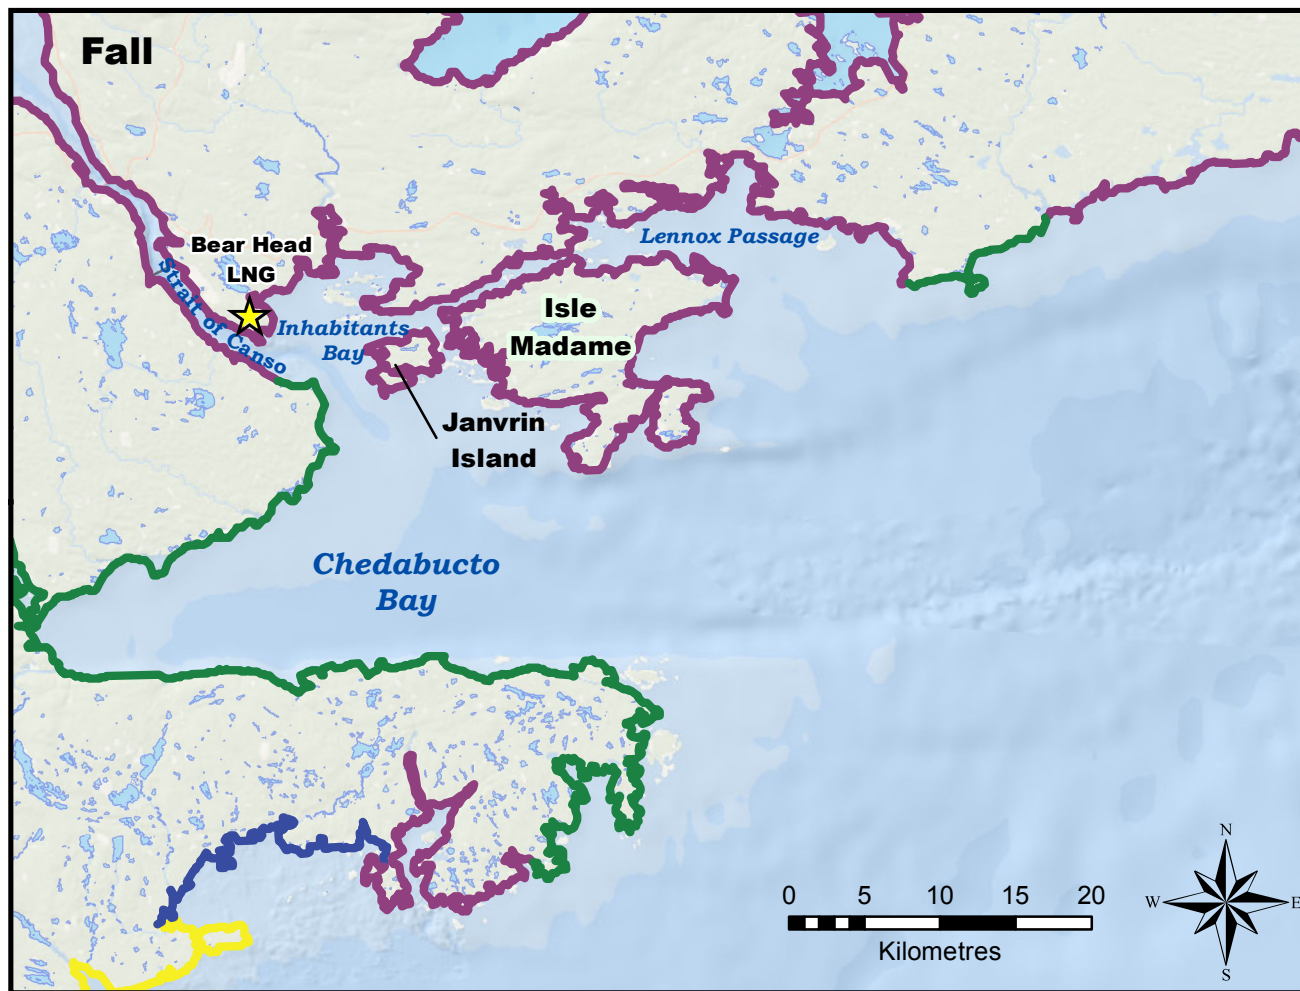 Fall
Bear Head
LNG
Strait of Canso
Inhabitants
Bay
Lennox Passage
Isle
Madame
Janvrin
Island
Chedabucto
Bay
N
W
E
S
0 5 10 15 20
Kilometres